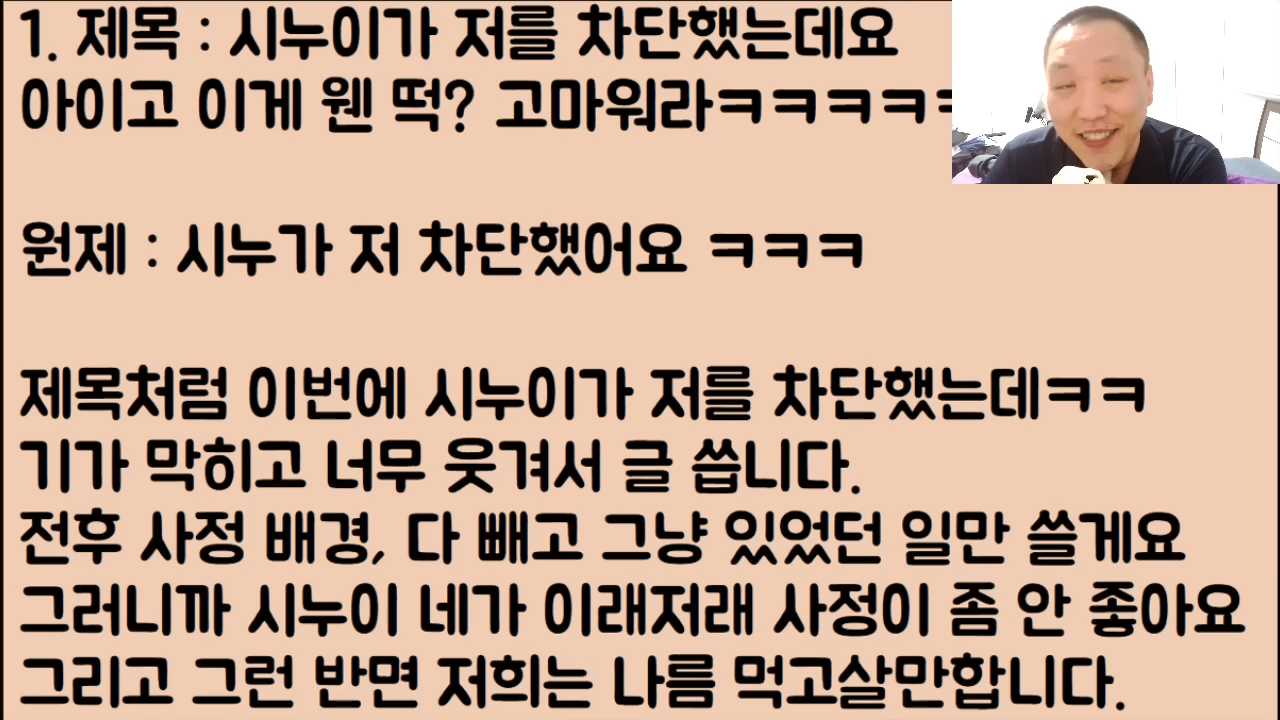 1. 제목 : 시누이가 저를 차단했는데요
아이고 이게 웬 떡? 고마워라ㅋㅋㅋㅋㅋ
원제 : 시누가 저 차단했어요 ㅋㅋㅋ
제목처럼 이번에 시누이가 저를 차단했는데ㅋㅋ
기가 막히고 너무 웃겨서 글 씁니다.
전후 사정 배경, 다 빼고 그냥 있었던 일만 쓸게요
그러니까 시누이 네가 이래저래 사정이 좀 안 좋아요
그리고 그런 반면 저희는 나름 먹고살만합니다.